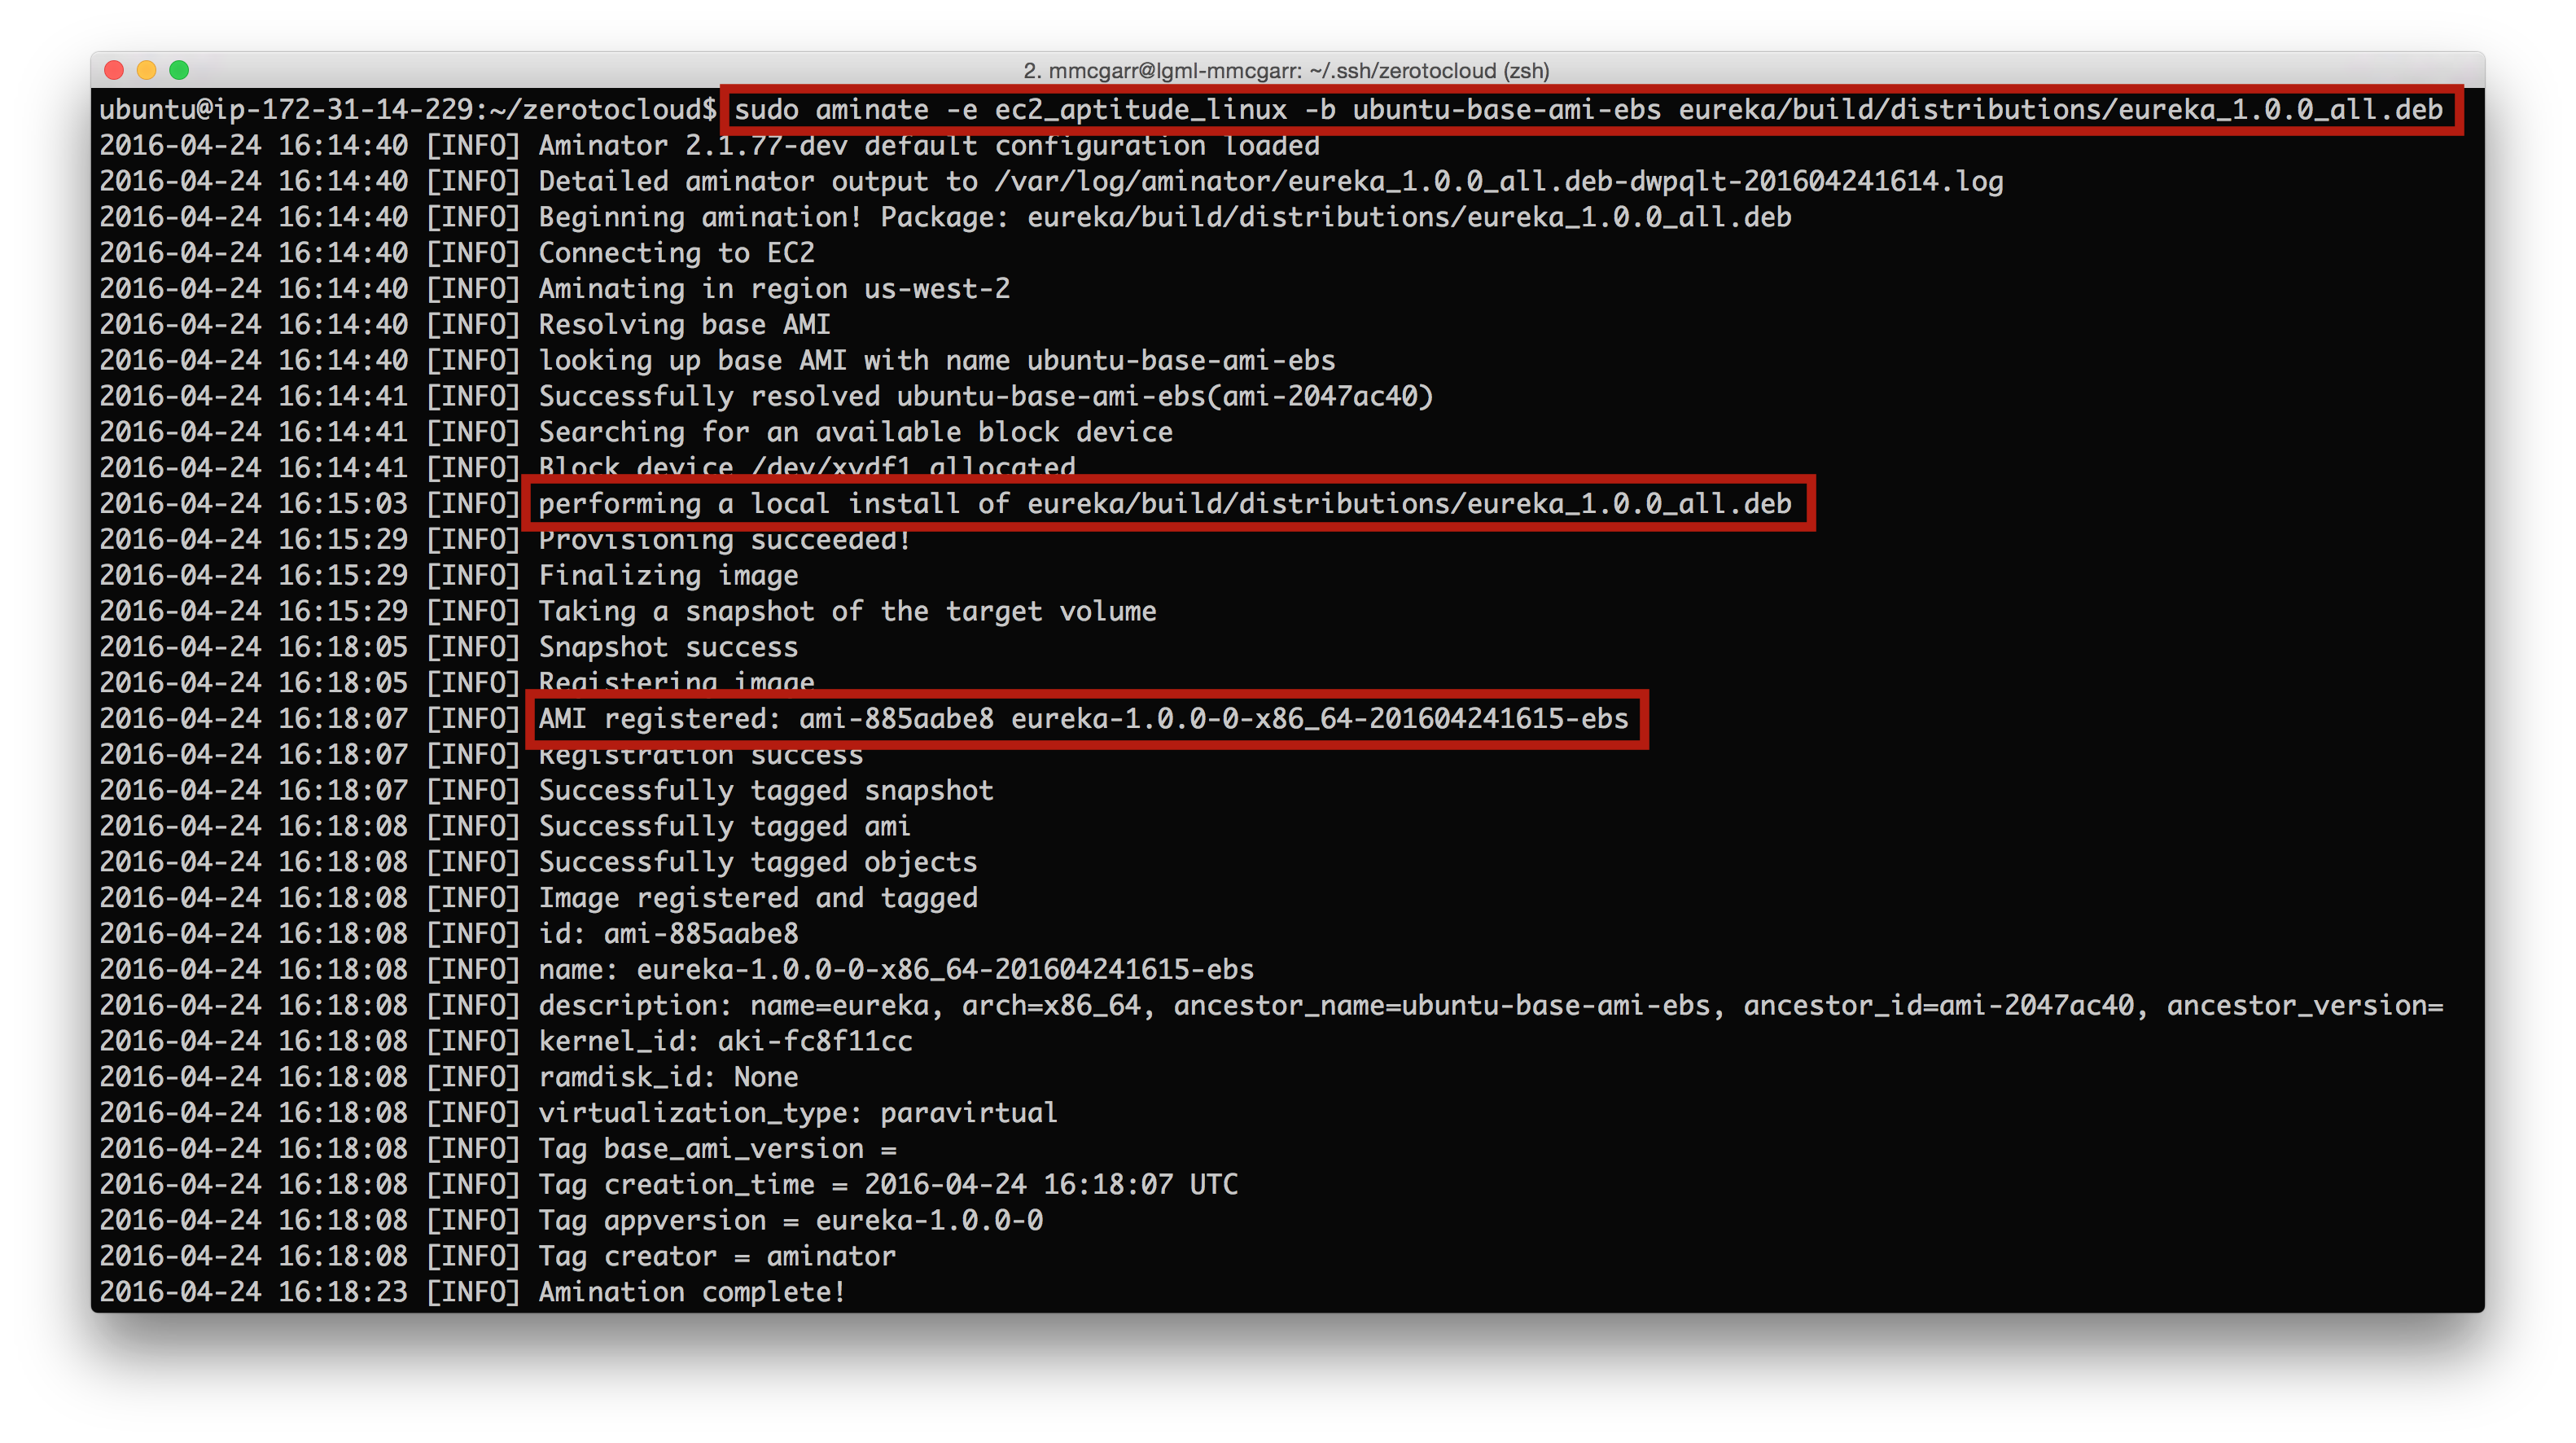 2. mmcgarr@lgml-mmcgarr: ~/.ssh/zerotocloud (zsh)
ubuntu@ip-172-31-14-229:~/zerotocloud$ sudo aminate -e ec2_aptitude_linux -b ubuntu-base-ami-ebs eureka/build/distributions/eureka_1.0.0_all.deb
2016-04-24 16:14:40 [INFO] Aminator 2.1.77-dev default configuration loaded
2016-04-24 16:14:40 [INFO] Detailed aminator output to /var/log/aminator/eureka_1.0.0_all.deb-dwpqlt-201604241614.log
2016-04-24 16:14:40 [INFO] Beginning amination! Package: eureka/build/distributions/eureka_1.0.0_all.deb
2016-04-24 16:14:40 [INFO] Connecting to EC2
2016-04-24 16:14:40 [INFO] Aminating in region us-west-2
2016-04-24 16:14:40 [INFO] Resolving base AMI
2016-04-24 16:14:40 [INFO] looking up base AMI with name ubuntu-base-ami-ebs
2016-04-24 16:14:41 [INFO] Successfully resolved ubuntu-base-ami-ebs(ami-2047ac40)
2016-04-24 16:14:41 [INFO] Searching for an available block device
2016-04-24 16:14:41 [INFO] Block device /dev/xvdf1 allocated
2016-04-24 16:15:03 [INFO] performing a local install of eureka/build/distributions/eureka_1.0.0_all.deb
2016-04-24 16:15:29 [INFO] Provisioning succeeded!
2016-04-24 16:15:29 [INFO] Finalizing image
2016-04-24 16:15:29 [INFO] Taking a snapshot of the target volume
2016-04-24 16:18:05 [INFO] Snapshot success
2016-04-24 16:18:05 [INFO] Registering image
2016-04-24 16:18:07 [INFO] AMI registered: ami-885aabe8 eureka-1.0.0-0-x86_64-201604241615-ebs
2016-04-24 16:18:07 [INFO] Registration success
2016-04-24 16:18:07 [INFO] Successfully tagged snapshot
2016-04-24 16:18:08 [INFO] Successfully tagged ami
2016-04-24 16:18:08 [INFO] Successfully tagged objects
2016-04-24 16:18:08 [INFO] Image registered and tagged
2016-04-24 16:18:08 [INFO] id: ami-885aabe8
2016-04-24 16:18:08 [INFO] name: eureka-1.0.0-0-x86_64-201604241615-ebs
2016-04-24 16:18:08 [INFO] description: name=eureka, arch=x86_64, ancestor_name=ubuntu-base-ami-ebs, ancestor_id=ami-2047ac40, ancestor_version=
2016-04-24 16:18:08 [INFO] kernel_id: aki-fc8f11cc
2016-04-24 16:18:08 [INFO] ramdisk_id: None
2016-04-24 16:18:08 [INFO] virtualization_type: paravirtual
2016-04-24 16:18:08 [INFO] Tag base_ami_version =
2016-04-24 16:18:08 [INFO] Tag creation_time = 2016-04-24 16:18:07 UTC
2016-04-24 16:18:08 [INFO] Tag appversion = eureka-1.0.0-0
2016-04-24 16:18:08 [INFO] Tag creator = aminator
2016-04-24 16:18:23 [INFO] Amination complete!